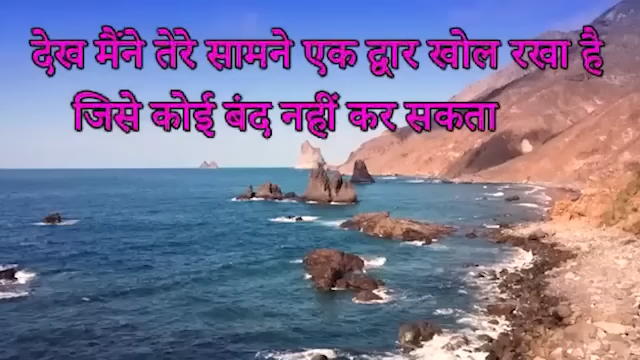 देख मैंने तेरे सामने एक द्वार खोल रखा है
जिसे कोई बंद नहीं कर सकता